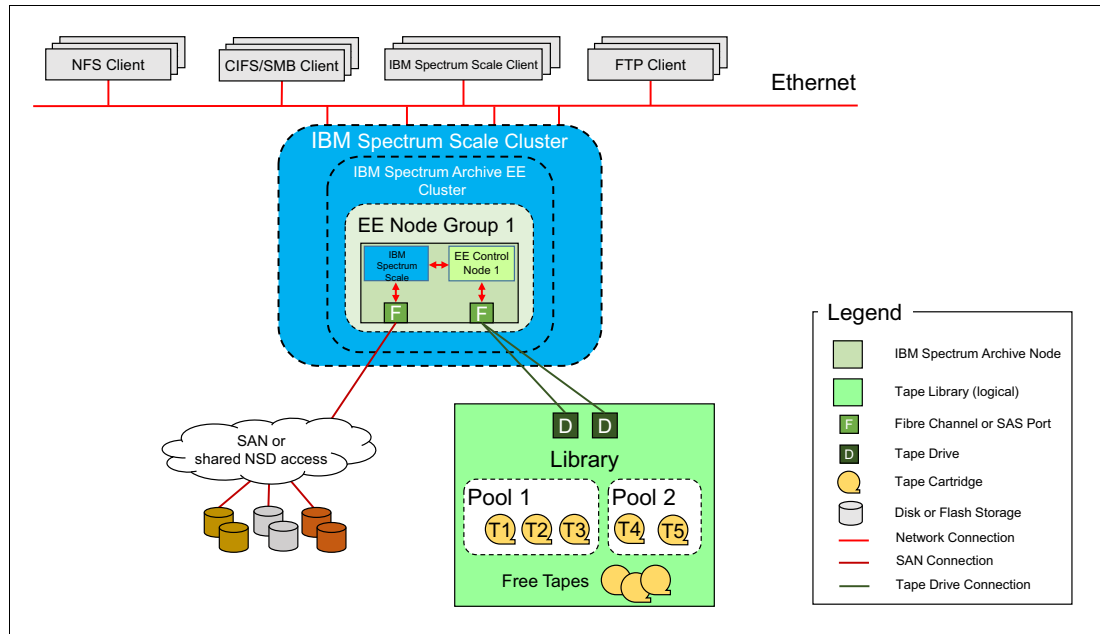 NFS Client
CIFS/SMB Client
IBM Spectrum Scale Client
FTP Client
Ethernet
IBM Spectrum Scale Cluster
IBM Spectrum Archive EE
Cluster
EE Node Group 1
IBM
Spectrum
Scale
EE Control
Node 1
F
F
SAN or
shared NSD access
D
D
Library
Pool 1
Pool 2
T1
T2
T3
T4
T5
Free Tapes
Legend
IBM Spectrum Archive Node
Tape Library (logical)
F
Fibre Channel or SAS Port
D
Tape Drive
Tape Cartridge
Disk or Flash Storage
Network Connection
SAN Connection
Tape Drive Connection